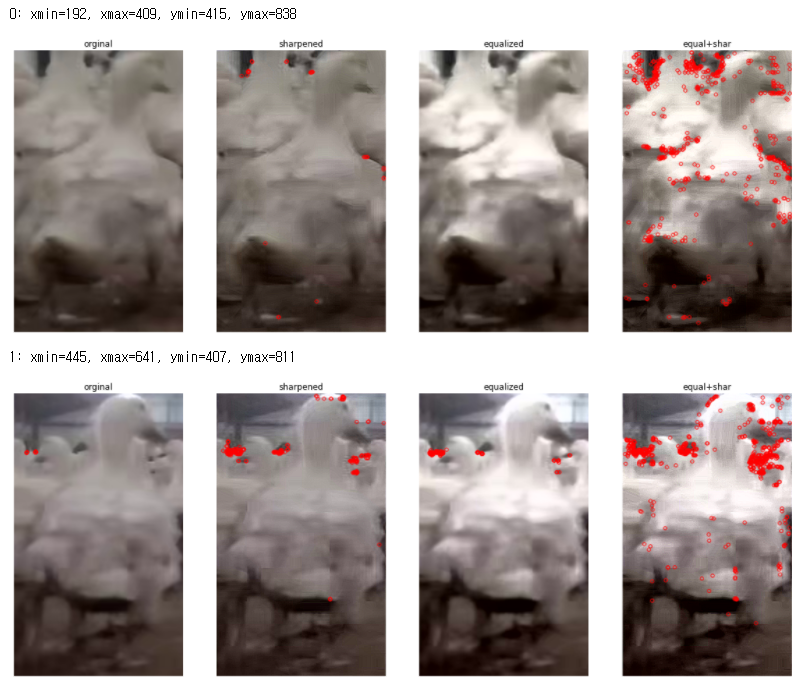 0: xmin=192, xmax=409, ymin=415, ymax=838
orginal sharpened equalized equal+shar
1: xmin=445, xmax=641, ymin=407, ymax=811
orginal sharpened equalized equal+shar